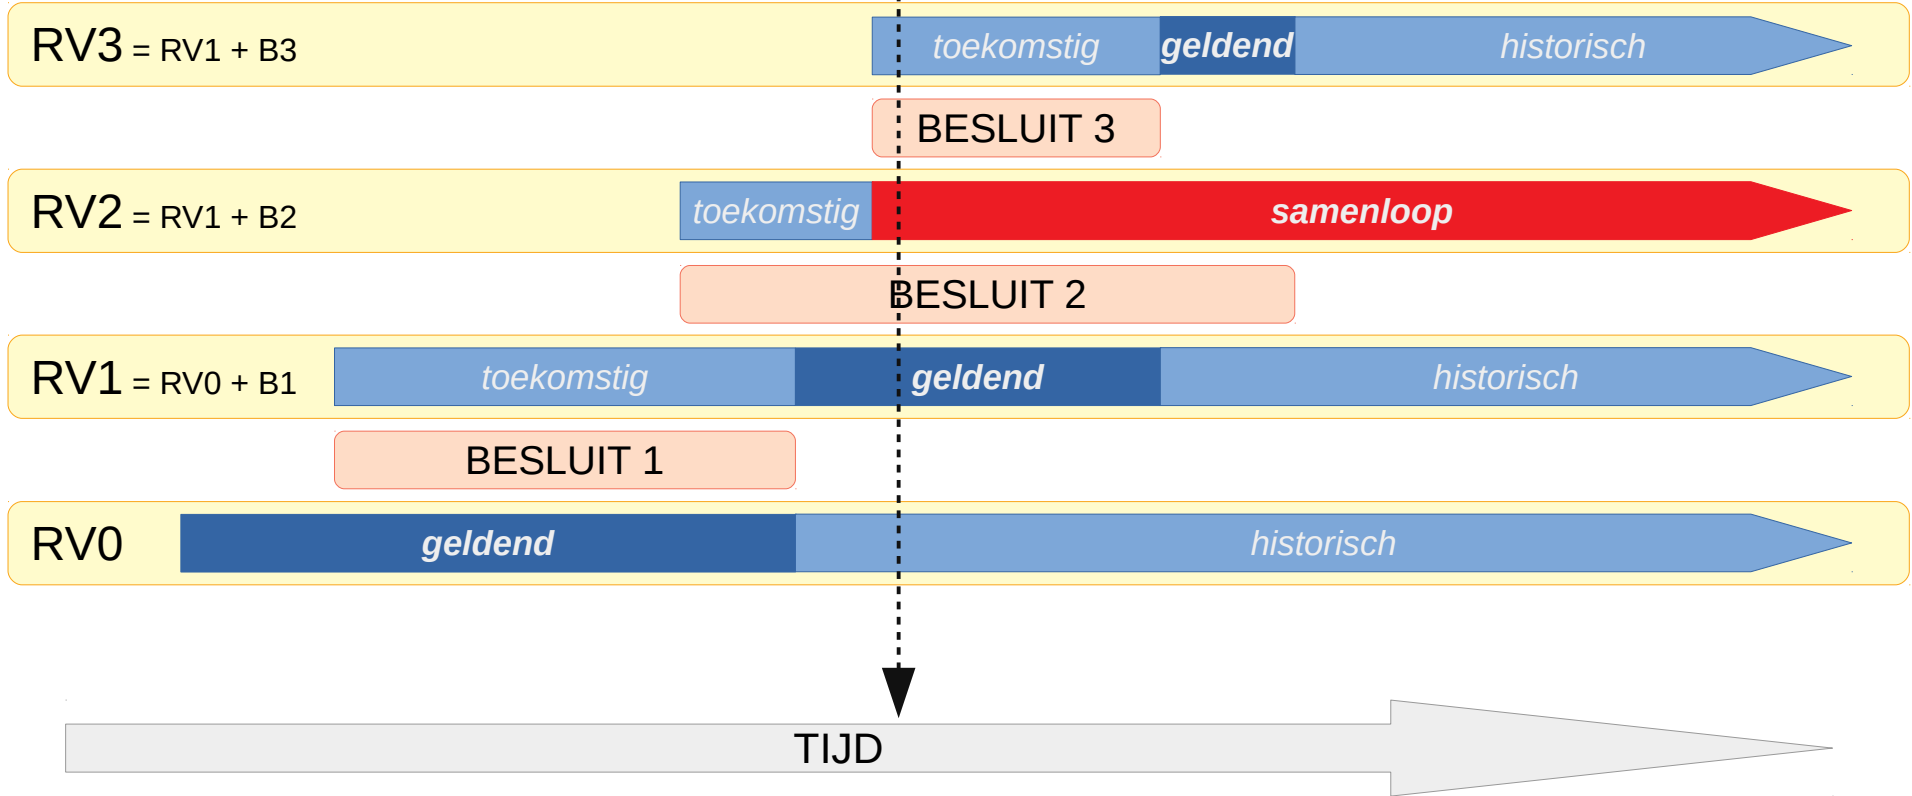 RV3 = RV1 + B3 toekomstig geldend historisch
BESLUIT 3
RV2 = RV1 + B2 toekomstig samenloop
BESLUIT 2
RV1 = RV0 + B1 toekomstig geldend historisch
BESLUIT 1
RV0 geldend historisch
TIJD